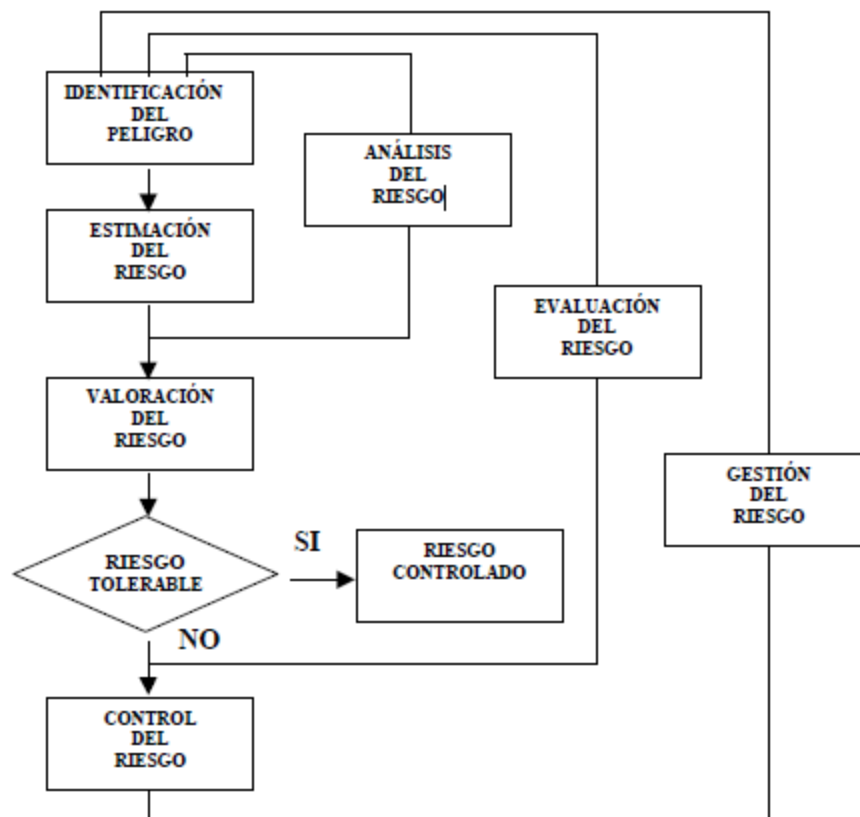 IDENTIFICACIÓN
DEL
PELIGRO
ANÁLISIS
DEL
RIESGO
ESTIMACIÓN
DEL
RIESGO
EVALUACIÓN
DEL
RIESGO
VALORACIÓN
DEL
RIESGO
GESTIÓN
DEL
RIESGO
RIESGO
TOLERABLE
SI
RIESGO
CONTROLADO
NO
CONTROL
DEL
RIESGO